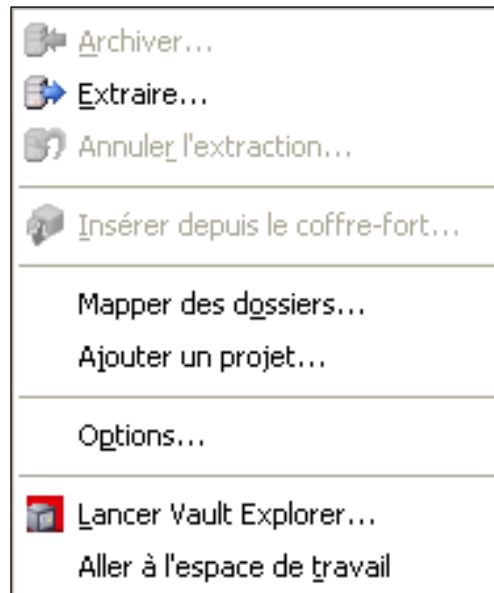 Archiver...
Extraire...
Annuler l'extraction...
Insérer depuis le coffre-fort...
Mapper des dossiers...
Ajouter un projet...
Options...
Lancer Vault Explorer...
Aller à l'espace de travail